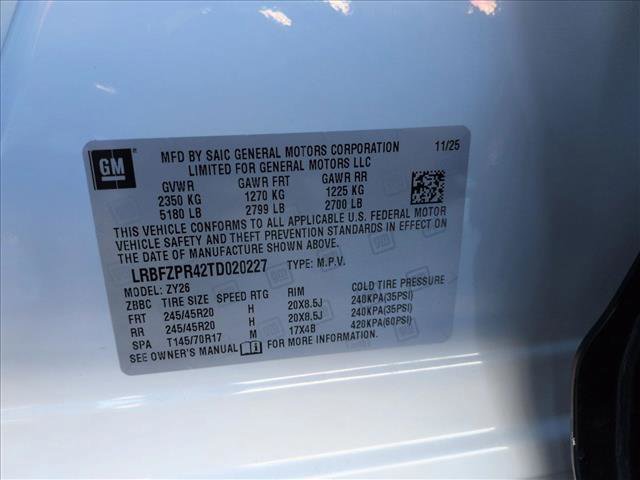 GM
MFD BY SAIC GENERAL MOTORS CORPORATION 11/25
LIMITED FOR GENERAL MOTORS LLC
GVWR GAWR FRT GAWR RR
2350 KG 1270 KG 1225 KG
5180 LB 2799 LB 2700 LB
THIS VEHICLE CONFORMS TO ALL APPLICABLE U.S. FEDERAL MOTOR
VEHICLE SAFETY AND THEFT PREVENTION STANDARDS IN EFFECT ON
THE DATE OF MANUFACTURE SHOWN ABOVE.
LRBFZPR42TD020227 TYPE: M.P.V.
MODEL: ZY26
ZBBC TIRE SIZE SPEED RTG RIM COLD TIRE PRESSURE
FRT 245/45R20 H 20X8.5J 240KPA(35PSI)
RR 245/45R20 H 20X8.5J 240KPA(35PSI)
SPA T145/70R17 M 17X4B 420KPA(60PSI)
SEE OWNER'S MANUAL FOR MORE INFORMATION.